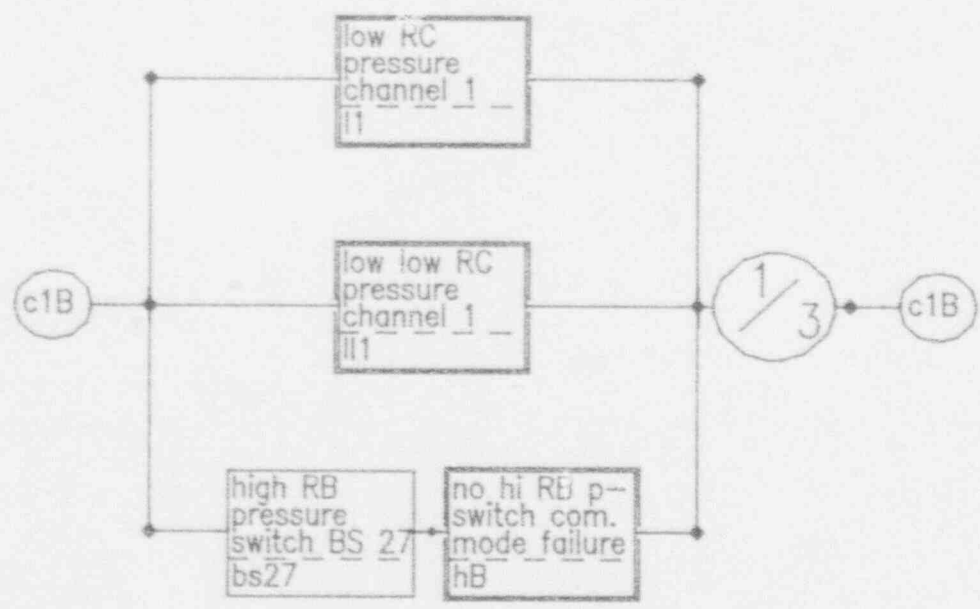 low RC
pressure
channel 1
l1
low low RC
pressure
channel 1
ll1
c1B
1/3
c1B
high RB
pressure
switch BS 27
bs27
no hi RB p-
switch com.
mode failure
hB